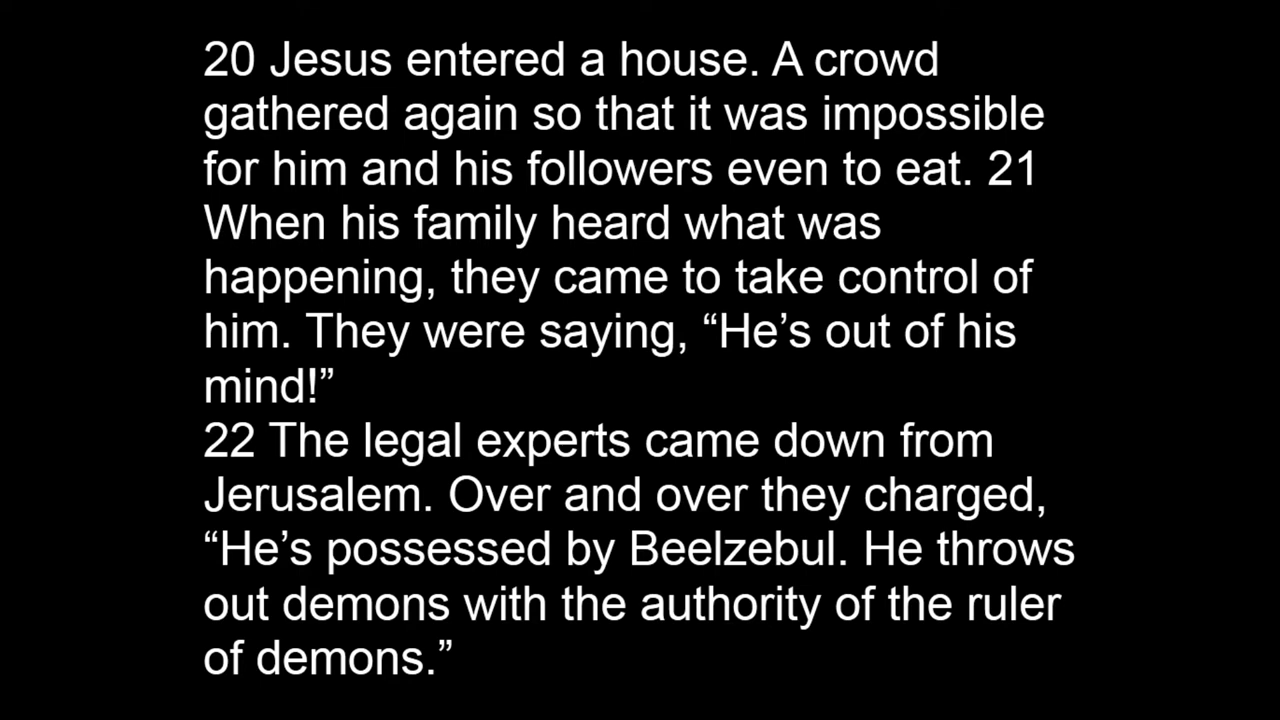 20 Jesus entered a house. A crowd
gathered again so that it was impossible
for him and his followers even to eat. 21
When his family heard what was
happening, they came to take control of
him. They were saying, “He’s out of his
mind!”
22 The legal experts came down from
Jerusalem. Over and over they charged,
“He’s possessed by Beelzebul. He throws
out demons with the authority of the ruler
of demons.”